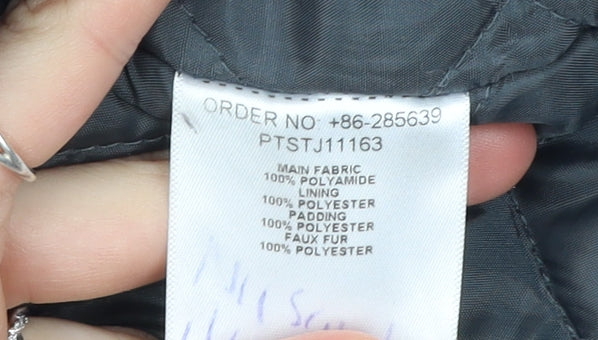 ORDER NO +86-285639
PTSTJ11163
MAIN FABRIC
100% POLYAMIDE
LINING
100% POLYESTER
PADDING
100% POLYESTER
FAUX FUR
100% POLYESTER